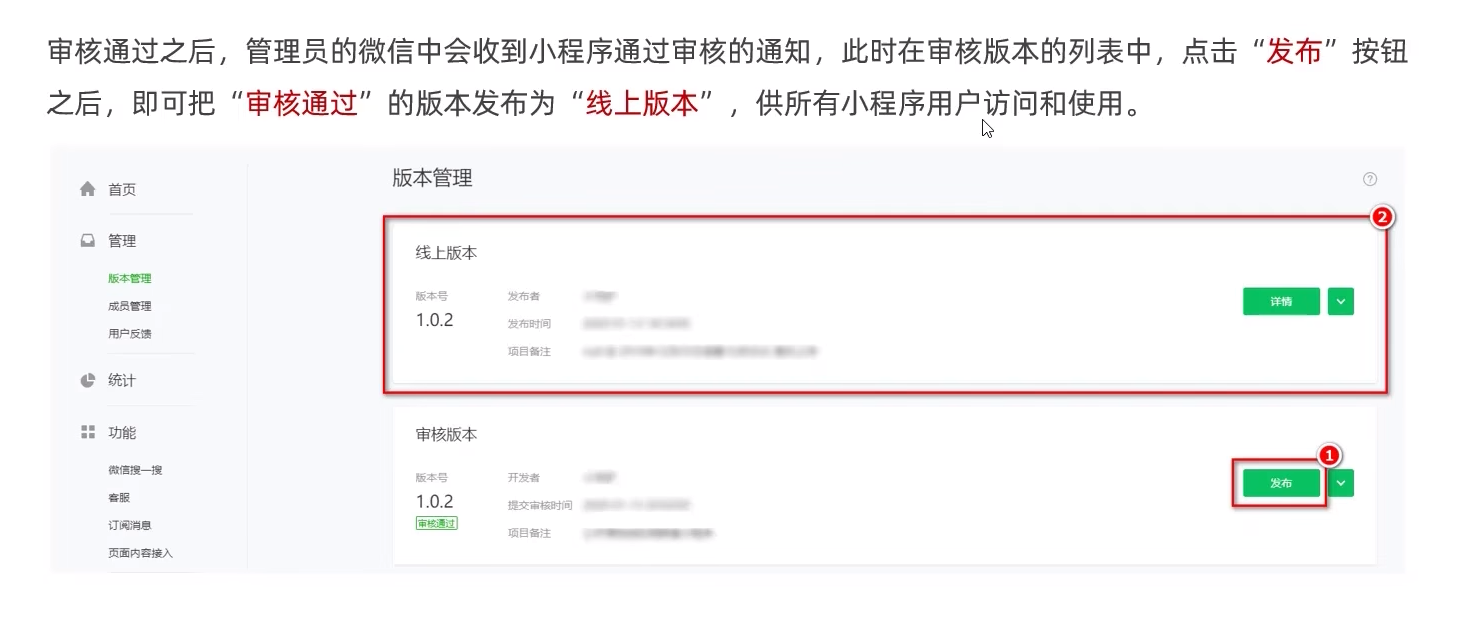 审核通过之后，管理员的微信中会收到小程序通过审核的通知，此时在审核版本的列表中，点击“发布”按钮
之后，即可把“审核通过”的版本发布为“线上版本”，供所有小程序用户访问和使用。
首页
管理
版本管理
成员管理
用户反馈
统计
功能
微信搜一搜
客服
订阅消息
页面内容接入
版本管理
?
2
线上版本
版本号
1.0.2
发布者
发布时间
项目备注
详情
审核版本
1
版本号
1.0.2
审核通过
开发者
提交审核时间
项目备注
发布